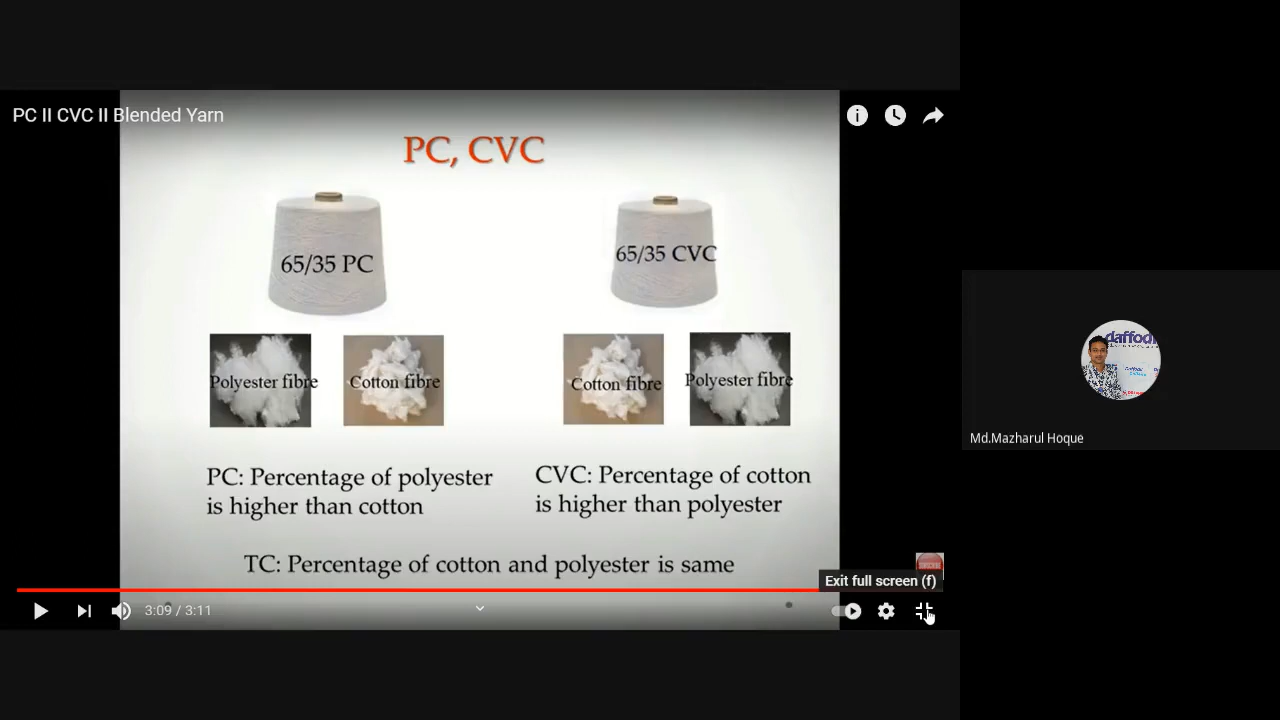 PC II CVC II Blended Yarn
PC, CVC
65/35 PC
65/35 CVC
Polyester fibre
Cotton fibre
Cotton fibre
Polyester fibre
PC: Percentage of polyester
is higher than cotton
CVC: Percentage of cotton
is higher than polyester
TC: Percentage of cotton and polyester is same
Exit full screen (f)
3:09 / 3:11
daffodi
Md.Mazharul Hoque